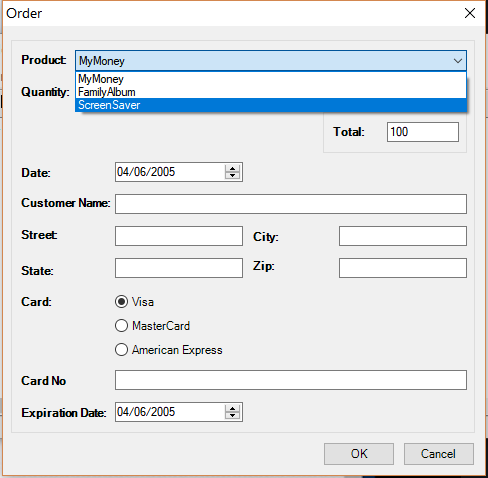 Order
Product: MyMoney
MyMoney
Quantity: FamilyAlbum
ScreenSaver
Total: 100
Date: 04/06/2005
Customer Name:
Street: City:
State: Zip:
Card: Visa
MasterCard
American Express
Card No
Expiration Date: 04/06/2005
OK Cancel